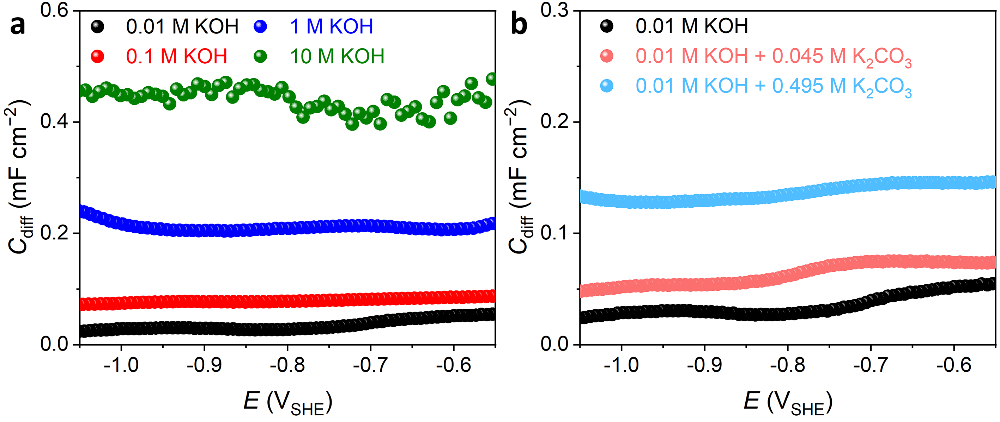 a
0.01 M KOH
1 M KOH
0.1 M KOH
10 M KOH
0.6
0.4
0.2
0.0
C_diff (mF cm⁻²)
-1.0 -0.9 -0.8 -0.7 -0.6
E (V_SHE)
b
0.01 M KOH
0.01 M KOH + 0.045 M K₂CO₃
0.01 M KOH + 0.495 M K₂CO₃
0.3
0.2
0.1
0.0
C_diff (mF cm⁻²)
-1.0 -0.9 -0.8 -0.7 -0.6
E (V_SHE)